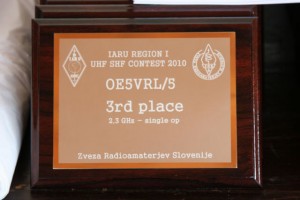 IARU REGION I
UHF SHF CONTEST 2010
OE5VRL/5
3rd place
2.3 GHz - single op
Zveza Radioamaterjev Slovenije